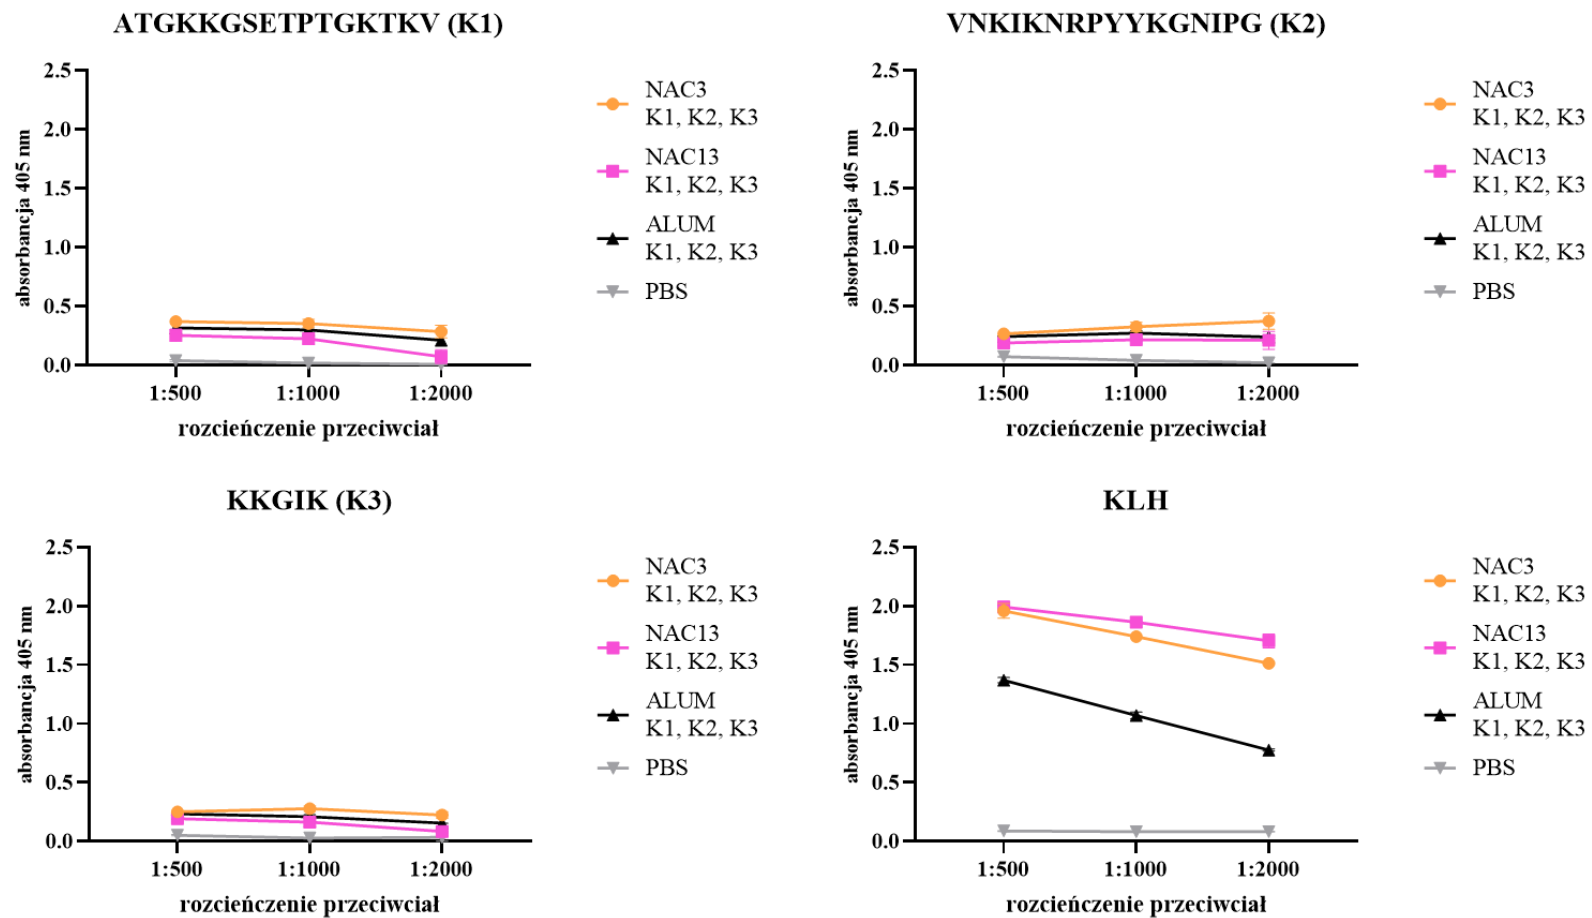 ATGKKGSETPTGKTKV (K1)
absorbancja 405 nm
2.5
2.0
1.5
1.0
0.5
0.0
1:500
1:1000
1:2000
rozcieńczenie przeciwciał
NAC3
K1, K2, K3
NAC13
K1, K2, K3
ALUM
K1, K2, K3
PBS
VNKIKNRPYYKGNIPG (K2)
absorbancja 405 nm
2.5
2.0
1.5
1.0
0.5
0.0
1:500
1:1000
1:2000
rozcieńczenie przeciwciał
NAC3
K1, K2, K3
NAC13
K1, K2, K3
ALUM
K1, K2, K3
PBS
KKGIK (K3)
absorbancja 405 nm
2.5
2.0
1.5
1.0
0.5
0.0
1:500
1:1000
1:2000
rozcieńczenie przeciwciał
NAC3
K1, K2, K3
NAC13
K1, K2, K3
ALUM
K1, K2, K3
PBS
KLH
absorbancja 405 nm
2.5
2.0
1.5
1.0
0.5
0.0
1:500
1:1000
1:2000
rozcieńczenie przeciwciał
NAC3
K1, K2, K3
NAC13
K1, K2, K3
ALUM
K1, K2, K3
PBS